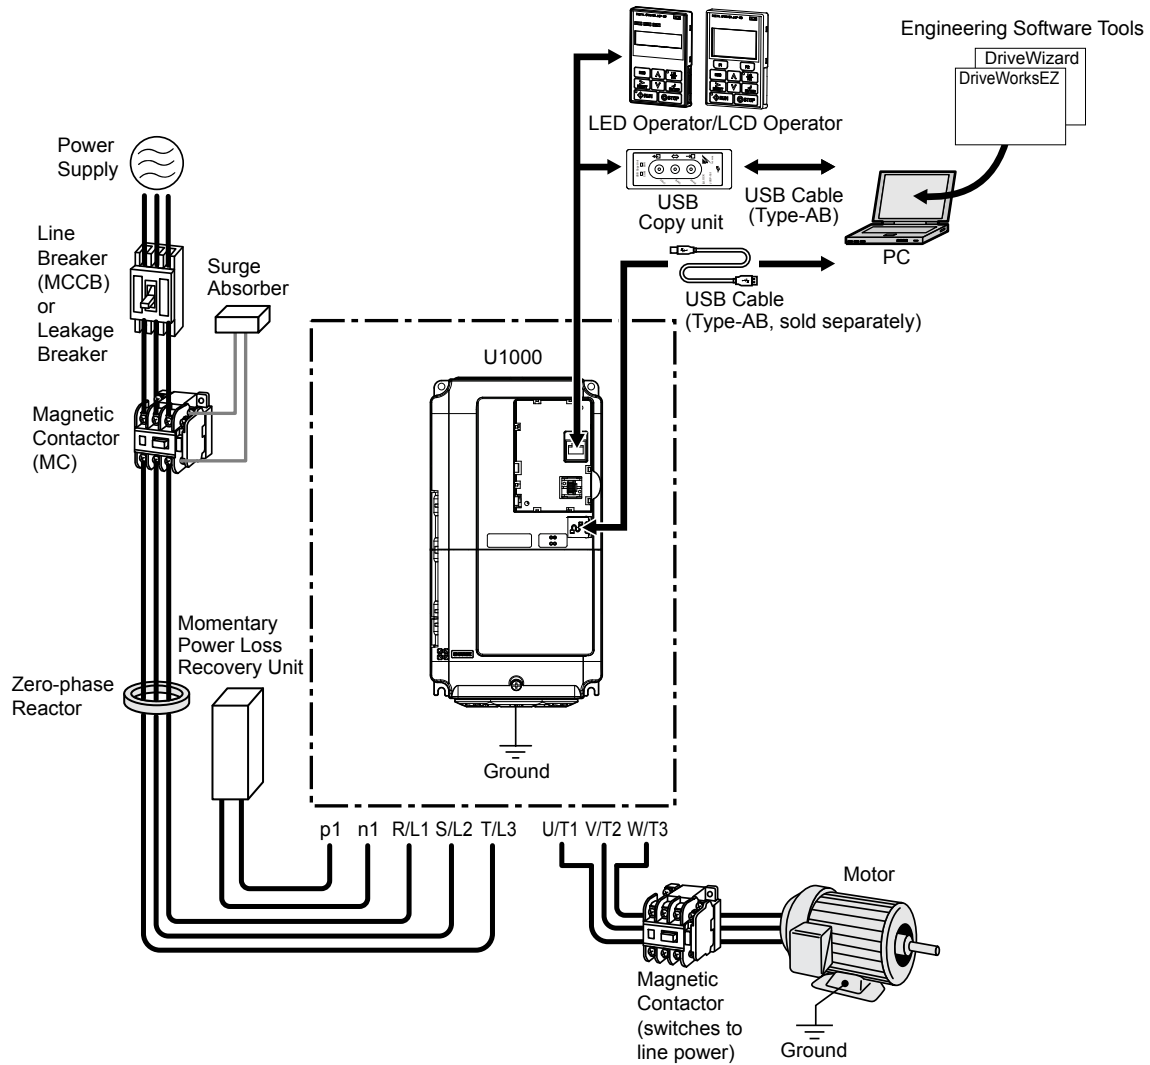 Engineering Software Tools
DriveWizard
DriveWorksEZ
LED Operator/LCD Operator
Power
Supply
USB
Copy unit
USB Cable
(Type-AB)
PC
Line
Breaker
(MCCB)
or
Leakage
Breaker
Surge
Absorber
USB Cable
(Type-AB, sold separately)
U1000
Magnetic
Contactor
(MC)
Momentary
Power Loss
Recovery Unit
Zero-phase
Reactor
Ground
p1 n1 R/L1 S/L2 T/L3 U/T1 V/T2 W/T3
Motor
Magnetic
Contactor
(switches to
line power)
Ground